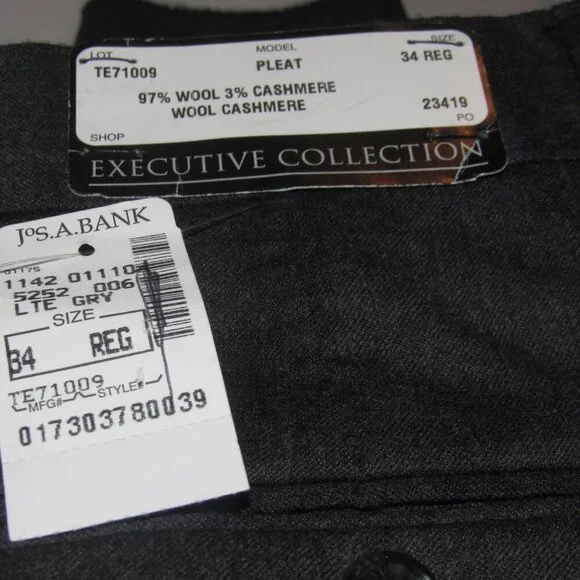 LOT MODEL SIZE
TE71009 PLEAT 34 REG
97% WOOL 3% CASHMERE
WOOL CASHMERE 23419
PO
SHOP
EXECUTIVE COLLECTION
JoS.A.BANK
01175
1142 01110
5252 006
LTE GRY
SIZE
34 REG
TE71009
MFG# STYLE#
017303780039